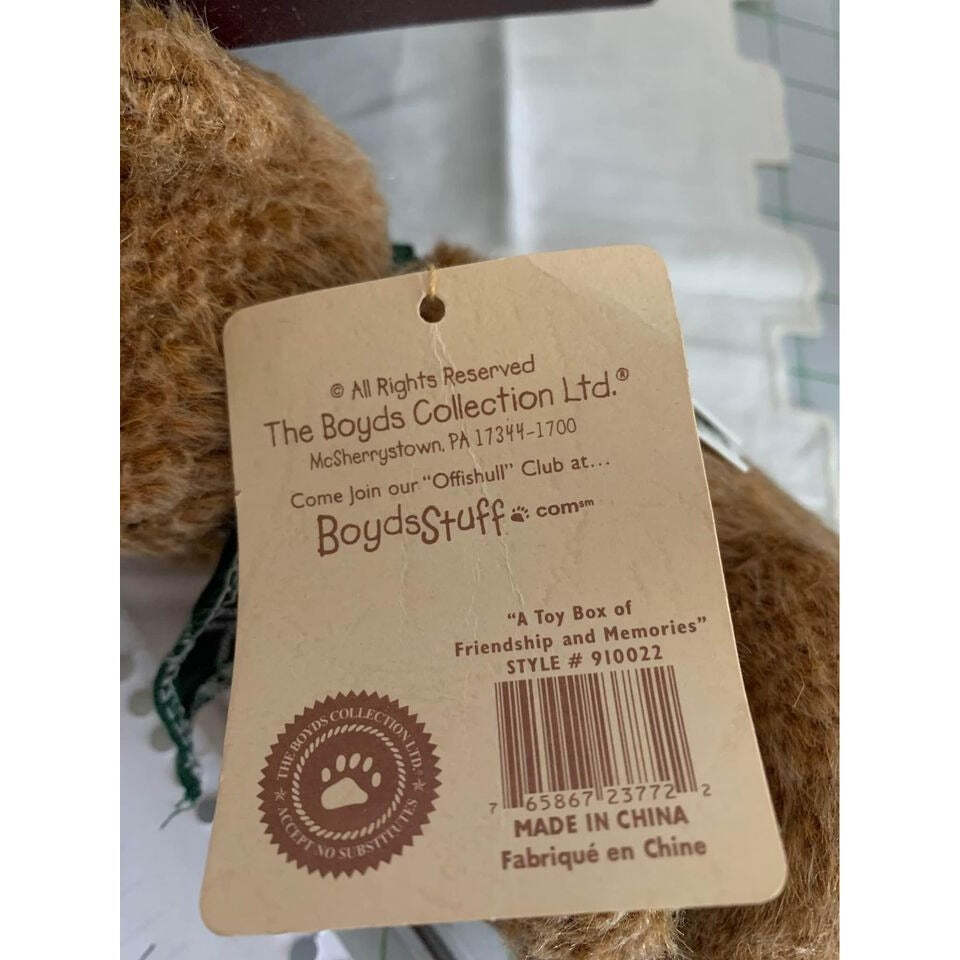 © All Rights Reserved
The Boyds Collection Ltd.®
McSherrystown, PA 17344-1700
Come Join our "Offishull" Club at...
BoydsStuff.com℠
"A Toy Box of
Friendship and Memories"
STYLE # 910022
7 65867 23772 2
MADE IN CHINA
Fabriqué en Chine
THE BOYDS COLLECTION LTD.®
ACCEPT NO SUBSTITUTES